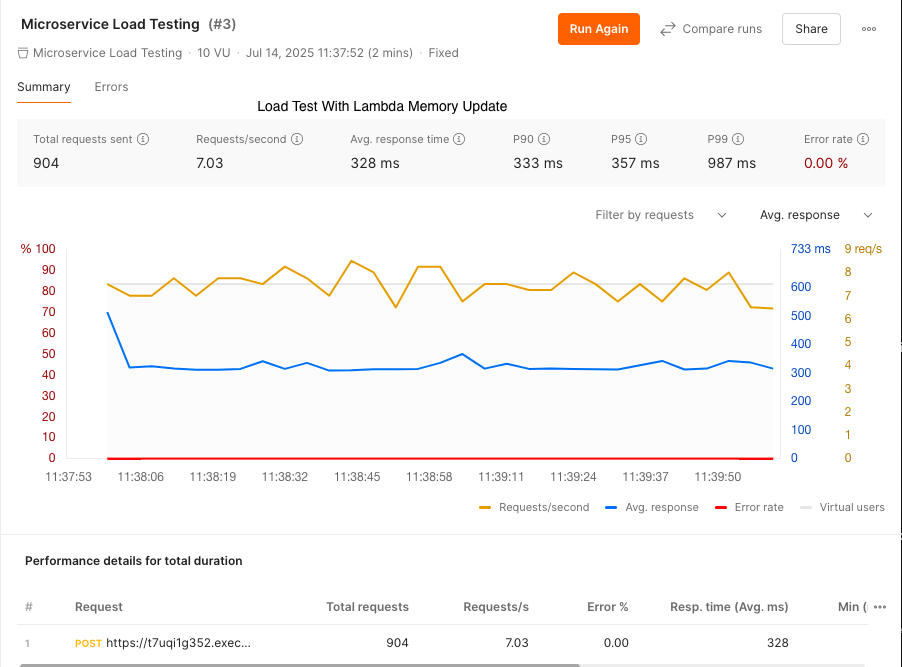 Microservice Load Testing (#3)
Run Again
Compare runs
Share
Microservice Load Testing · 10 VU · Jul 14, 2025 11:37:52 (2 mins) · Fixed
Summary
Errors
Load Test With Lambda Memory Update
Total requests sent Requests/second Avg. response time P90 P95 P99 Error rate
904 7.03 328 ms 333 ms 357 ms 987 ms 0.00 %
Filter by requests Avg. response
% 100
90
80
70
60
50
40
30
20
10
0
733 ms
600
500
400
300
200
100
0
9 req/s
8
7
6
5
4
3
2
1
0
11:37:53 11:38:06 11:38:19 11:38:32 11:38:45 11:38:58 11:39:11 11:39:24 11:39:37 11:39:50
Requests/second Avg. response Error rate Virtual users
Performance details for total duration
# Request Total requests Requests/s Error % Resp. time (Avg. ms) Min (
1 POST https://t7uqi1g352.exec... 904 7.03 0.00 328